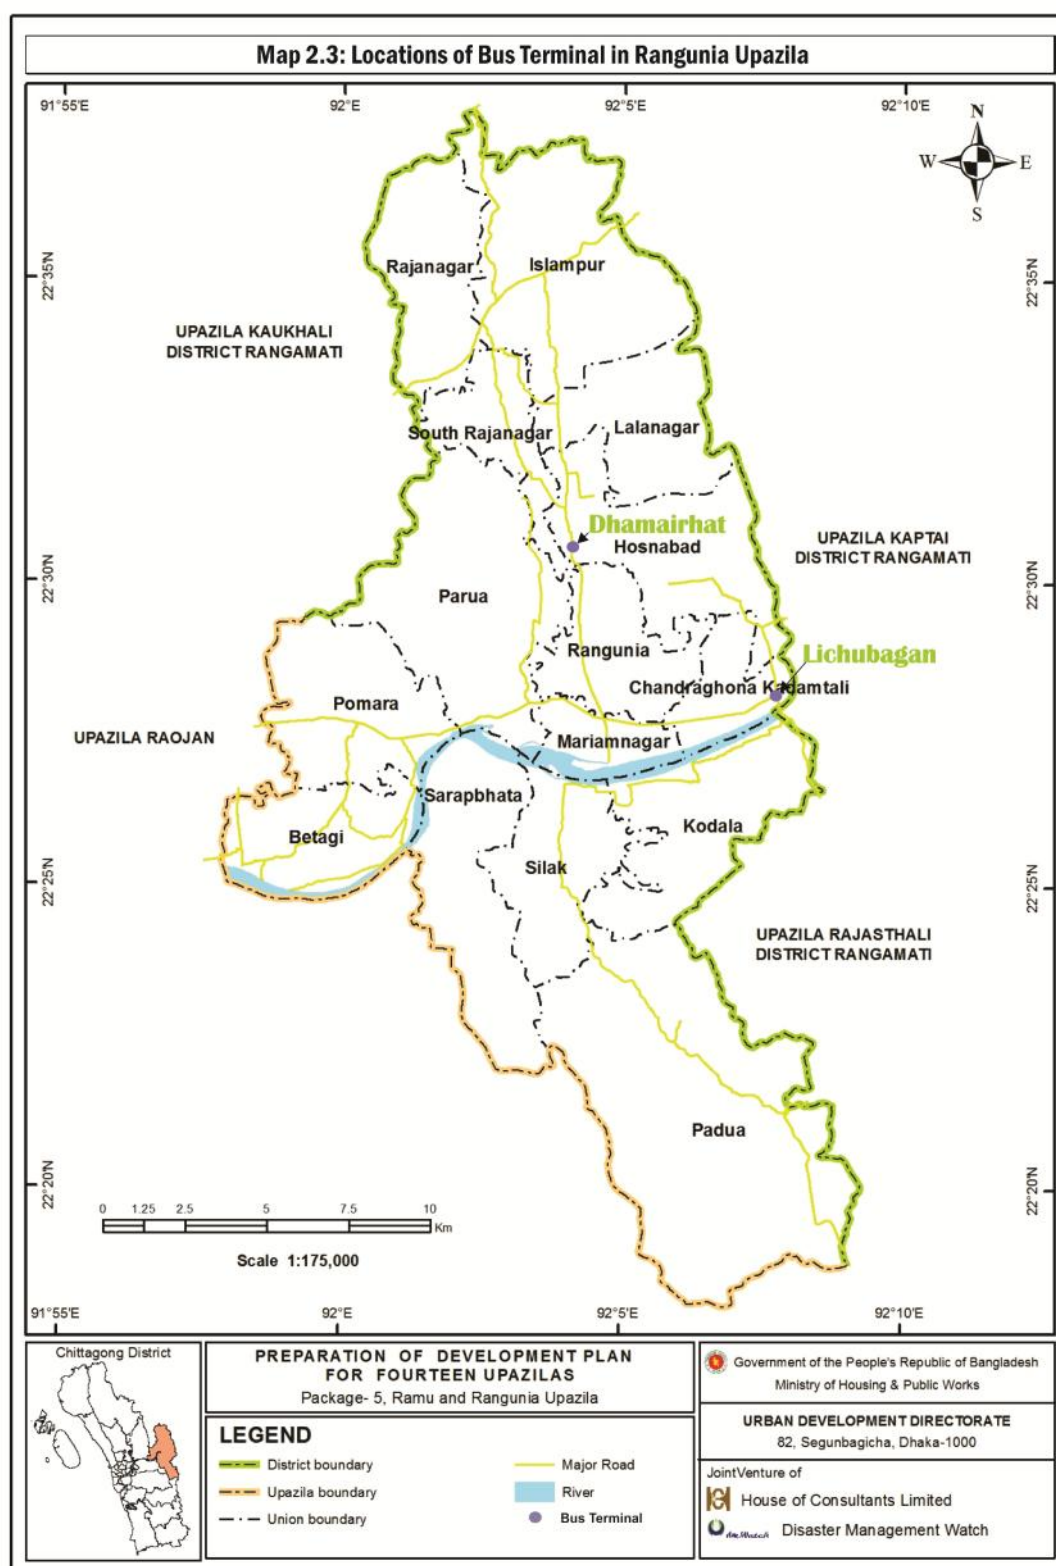 Map 2.3: Locations of Bus Terminal in Rangunia Upazila
91°55'E
92°E
92°5'E
92°10'E
N
W
E
S
22°35'N
22°35'N
Rajanagar
Islampur
UPAZILA KAUKHALI
DISTRICT RANGAMATI
South Rajanagar
Lalanagar
Dhamairhat
Hosnabad
UPAZILA KAPTAI
DISTRICT RANGAMATI
22°30'N
22°30'N
Parua
Rangunia
Lichubagan
Chandraghona Kadamtali
Pomara
UPAZILA RAOJAN
Mariamnagar
Sarapbhata
Kodala
Betagi
Silak
22°25'N
22°25'N
UPAZILA RAJASTHALI
DISTRICT RANGAMATI
Padua
22°20'N
22°20'N
0 1.25 2.5 5 7.5 10
Km
Scale 1:175,000
91°55'E
92°E
92°5'E
92°10'E
Chittagong District
PREPARATION OF DEVELOPMENT PLAN
FOR FOURTEEN UPAZILAS
Package- 5, Ramu and Rangunia Upazila
LEGEND
District boundary
Upazila boundary
Union boundary
Major Road
River
Bus Terminal
Government of the People's Republic of Bangladesh
Ministry of Housing & Public Works
URBAN DEVELOPMENT DIRECTORATE
82, Segunbagicha, Dhaka-1000
JointVenture of
House of Consultants Limited
Disaster Management Watch